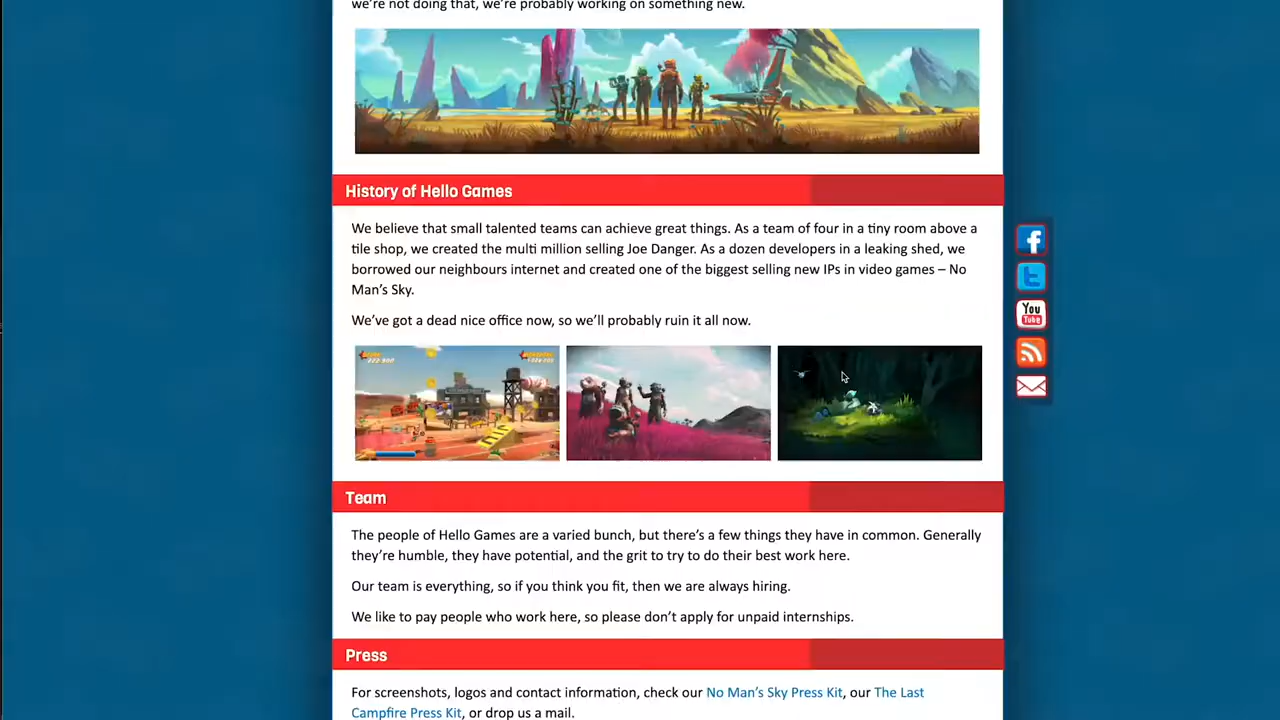 we're not doing that, we're probably working on something new.
History of Hello Games
We believe that small talented teams can achieve great things. As a team of four in a tiny room above a
tile shop, we created the multi million selling Joe Danger. As a dozen developers in a leaking shed, we
borrowed our neighbours internet and created one of the biggest selling new IPs in video games – No
Man’s Sky.
We’ve got a dead nice office now, so we’ll probably ruin it all now.
Team
The people of Hello Games are a varied bunch, but there’s a few things they have in common. Generally
they’re humble, they have potential, and the grit to try to do their best work here.
Our team is everything, so if you think you fit, then we are always hiring.
We like to pay people who work here, so please don’t apply for unpaid internships.
Press
For screenshots, logos and contact information, check our No Man’s Sky Press Kit, our The Last
Campfire Press Kit, or drop us a mail.
You
Tube